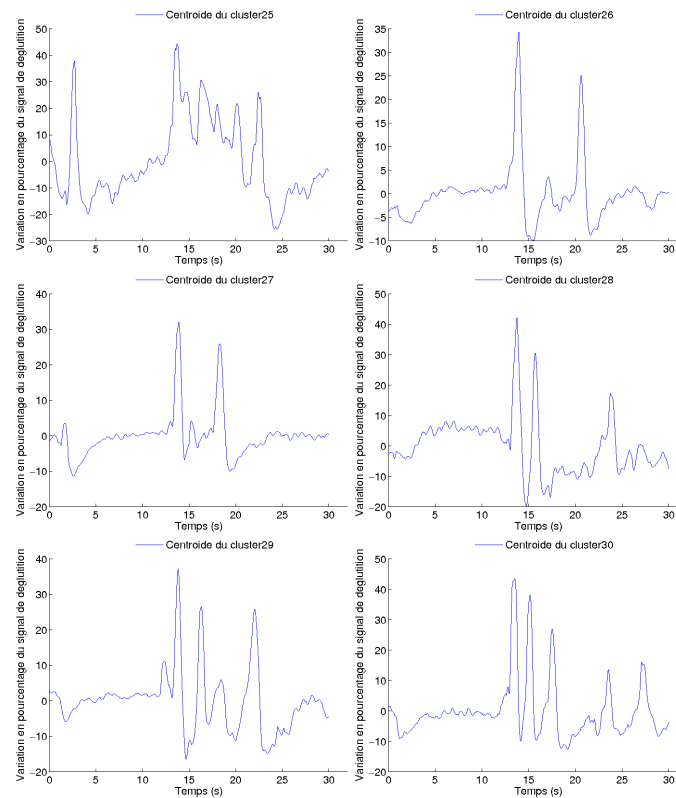 Centroide du cluster25
Variation en pourcentage du signal de deglutition
50
40
30
20
10
0
−10
−20
−30
0 5 10 15 20 25 30
Temps (s)
Centroide du cluster26
Variation en pourcentage du signal de deglutition
35
30
25
20
15
10
5
0
−5
−10
0 5 10 15 20 25 30
Temps (s)
Centroide du cluster27
Variation en pourcentage du signal de deglutition
40
30
20
10
0
−10
−20
0 5 10 15 20 25 30
Temps (s)
Centroide du cluster28
Variation en pourcentage du signal de deglutition
50
40
30
20
10
0
−10
−20
0 5 10 15 20 25 30
Temps (s)
Centroide du cluster29
Variation en pourcentage du signal de deglutition
40
30
20
10
0
−10
−20
0 5 10 15 20 25 30
Temps (s)
Centroide du cluster30
Variation en pourcentage du signal de deglutition
50
40
30
20
10
0
−10
−20
0 5 10 15 20 25 30
Temps (s)